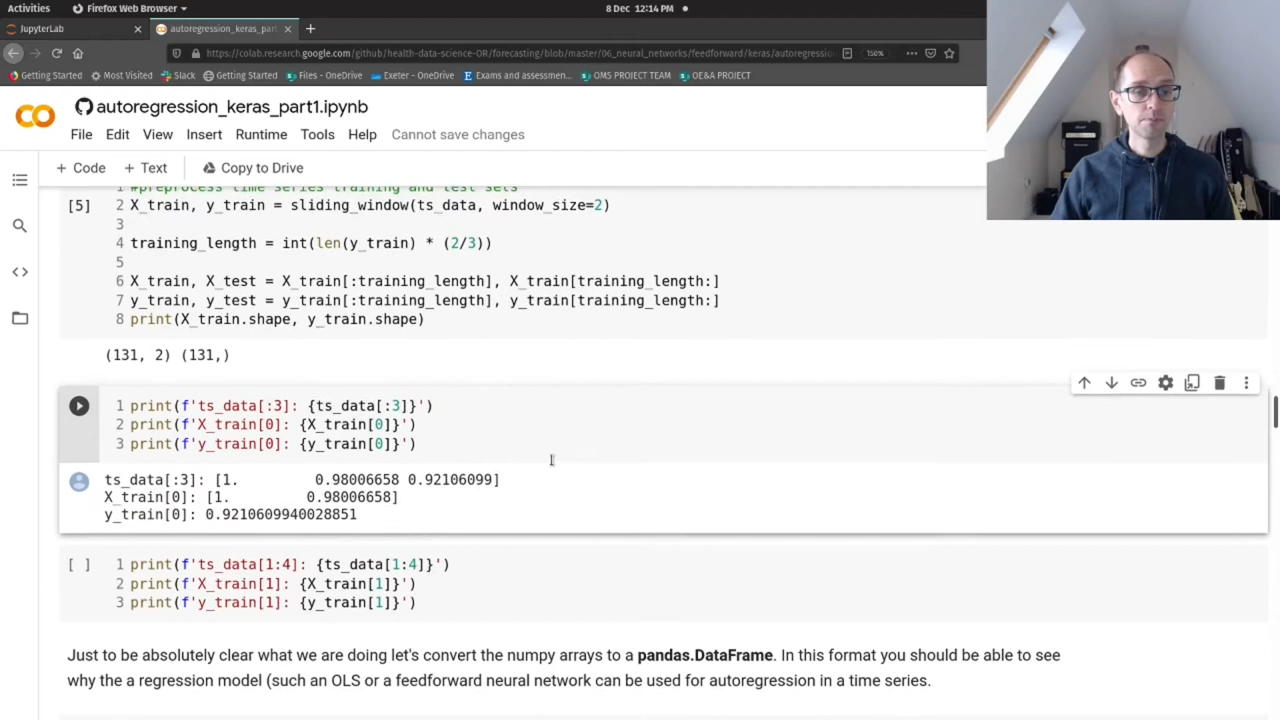 Activities
Firefox Web Browser
8 Dec 12:14 PM
JupyterLab
autoregression_keras_part
https://colab.research.google.com/github/health-data-science-OR/forecasting/blob/master/06_neural_networks/feedforward/keras/autoregressio
150%
Getting Started
Most Visited
Slack
Getting Started
Files - OneDrive
Exeter - OneDrive
Exams and assessmen...
OMS PROJECT TEAM
OE&A PROJECT
autoregression_keras_part1.ipynb
File Edit View Insert Runtime Tools Help Cannot save changes
+ Code + Text Copy to Drive
1 #preprocess time series training and test sets
[5] 2 X_train, y_train = sliding_window(ts_data, window_size=2)
3
4 training_length = int(len(y_train) * (2/3))
5
6 X_train, X_test = X_train[:training_length], X_train[training_length:]
7 y_train, y_test = y_train[:training_length], y_train[training_length:]
8 print(X_train.shape, y_train.shape)
(131, 2) (131,)
1 print(f'ts_data[:3]: {ts_data[:3]}')
2 print(f'X_train[0]: {X_train[0]}')
3 print(f'y_train[0]: {y_train[0]}')
ts_data[:3]: [1. 0.98006658 0.92106099]
X_train[0]: [1. 0.98006658]
y_train[0]: 0.9210609940028851
[ ] 1 print(f'ts_data[1:4]: {ts_data[1:4]}')
2 print(f'X_train[1]: {X_train[1]}')
3 print(f'y_train[1]: {y_train[1]}')
Just to be absolutely clear what we are doing let's convert the numpy arrays to a pandas.DataFrame. In this format you should be able to see
why the a regression model (such an OLS or a feedforward neural network can be used for autoregression in a time series.